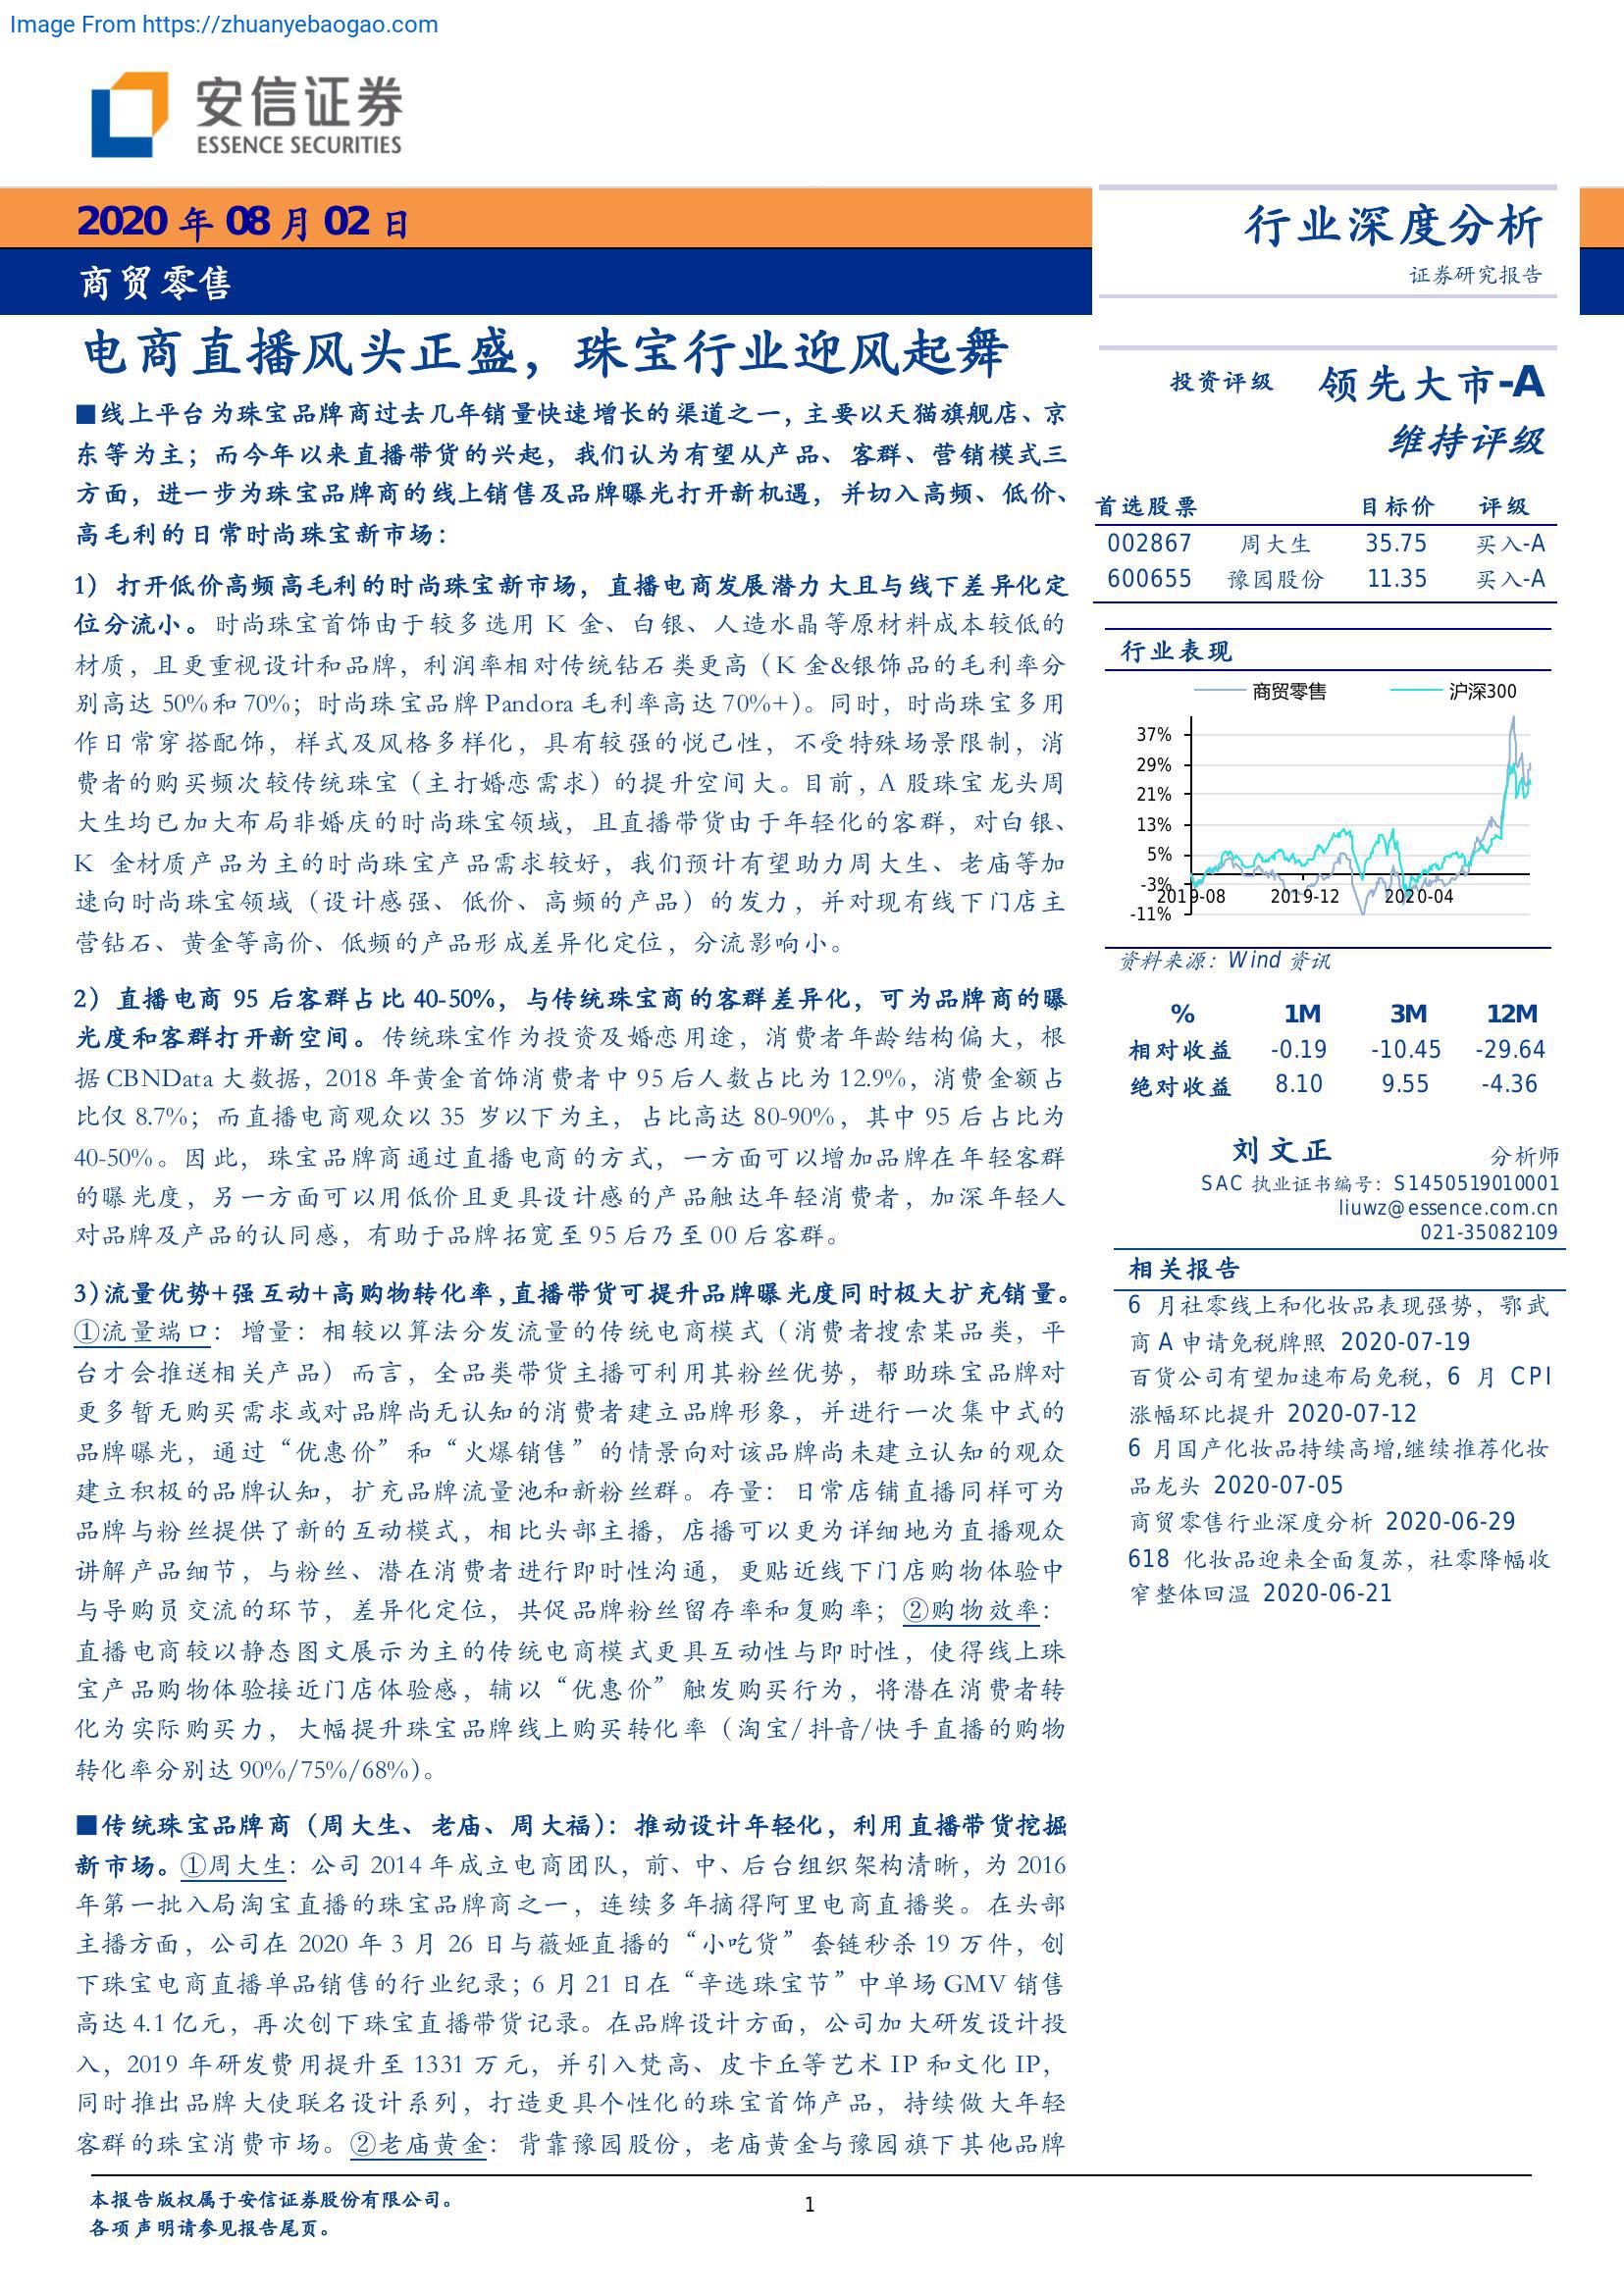 Image From https://zhuanyebaogao.com
安信证券
ESSENCE SECURITIES
2020 年 08 月 02 日
商贸零售
行业深度分析
证券研究报告
电商直播风头正盛，珠宝行业迎风起舞
■线上平台为珠宝品牌商过去几年销量快速增长的渠道之一，主要以天猫旗舰店、京
东等为主；而今年以来直播带货的兴起，我们认为有望从产品、客群、营销模式三
方面，进一步为珠宝品牌商的线上销售及品牌曝光打开新机遇，并切入高频、低价、
高毛利的日常时尚珠宝新市场：
1）打开低价高频高毛利的时尚珠宝新市场，直播电商发展潜力大且与线下差异化定
位分流小。时尚珠宝首饰由于较多选用 K 金、白银、人造水晶等原材料成本较低的
材质，且更重视设计和品牌，利润率相对传统钻石类更高（K 金&银饰品的毛利率分
别高达 50%和 70%；时尚珠宝品牌 Pandora 毛利率高达 70%+）。同时，时尚珠宝多用
作日常穿搭配饰，样式及风格多样化，具有较强的悦己性，不受特殊场景限制，消
费者的购买频次较传统珠宝（主打婚恋需求）的提升空间大。目前，A 股珠宝龙头周
大生均已加大布局非婚庆的时尚珠宝领域，且直播带货由于年轻化的客群，对白银、
K 金材质产品为主的时尚珠宝产品需求较好，我们预计有望助力周大生、老庙等加
速向时尚珠宝领域（设计感强、低价、高频的产品）的发力，并对现有线下门店主
营钻石、黄金等高价、低频的产品形成差异化定位，分流影响小。
2）直播电商 95 后客群占比 40-50%，与传统珠宝商的客群差异化，可为品牌商的曝
光度和客群打开新空间。传统珠宝作为投资及婚恋用途，消费者年龄结构偏大，根
据 CBNData 大数据，2018 年黄金首饰消费者中 95 后人数占比为 12.9%，消费金额占
比仅 8.7%；而直播电商观众以 35 岁以下为主，占比高达 80-90%，其中 95 后占比为
40-50%。因此，珠宝品牌商通过直播电商的方式，一方面可以增加品牌在年轻客群
的曝光度，另一方面可以用低价且更具设计感的产品触达年轻消费者，加深年轻人
对品牌及产品的认同感，有助于品牌拓宽至 95 后乃至 00 后客群。
3）流量优势+强互动+高购物转化率，直播带货可提升品牌曝光度同时极大扩充销量。
①流量端口：增量：相较以算法分发流量的传统电商模式（消费者搜索某品类，平
台才会推送相关产品）而言，全品类带货主播可利用其粉丝优势，帮助珠宝品牌对
更多暂无购买需求或对品牌尚无认知的消费者建立品牌形象，并进行一次集中式的
品牌曝光，通过“优惠价”和“火爆销售”的情景向对该品牌尚未建立认知的观众
建立积极的品牌认知，扩充品牌流量池和新粉丝群。存量：日常店铺直播同样可为
品牌与粉丝提供了新的互动模式，相比头部主播，店播可以更为详细地为直播观众
讲解产品细节，与粉丝、潜在消费者进行即时性沟通，更贴近线下门店购物体验中
与导购员交流的环节，差异化定位，共促品牌粉丝留存率和复购率；②购物效率：
直播电商较以静态图文展示为主的传统电商模式更具互动性与即时性，使得线上珠
宝产品购物体验接近门店体验感，辅以“优惠价”触发购买行为，将潜在消费者转
化为实际购买力，大幅提升珠宝品牌线上购买转化率（淘宝/抖音/快手直播的购物
转化率分别达 90%/75%/68%）。
■传统珠宝品牌商（周大生、老庙、周大福）：推动设计年轻化，利用直播带货挖掘
新市场。①周大生：公司 2014 年成立电商团队，前、中、后台组织架构清晰，为 2016
年第一批入局淘宝直播的珠宝品牌商之一，连续多年摘得阿里电商直播奖。在头部
主播方面，公司在 2020 年 3 月 26 日与薇娅直播的“小吃货”套链秒杀 19 万件，创
下珠宝电商直播单品销售的行业纪录；6 月 21 日在“辛选珠宝节”中单场 GMV 销售
高达 4.1 亿元，再次创下珠宝直播带货记录。在品牌设计方面，公司加大研发设计投
入，2019 年研发费用提升至 1331 万元，并引入梵高、皮卡丘等艺术 IP 和文化 IP，
同时推出品牌大使联名设计系列，打造更具个性化的珠宝首饰产品，持续做大年轻
客群的珠宝消费市场。②老庙黄金：背靠豫园股份，老庙黄金与豫园旗下其他品牌
投资评级 领先大市-A
维持评级
首选股票 目标价 评级
002867 周大生 35.75 买入-A
600655 豫园股份 11.35 买入-A
行业表现
商贸零售 沪深300
37%
29%
21%
13%
5%
-3%
-11%
2019-08 2019-12 2020-04
资料来源：Wind 资讯
% 1M 3M 12M
相对收益 -0.19 -10.45 -29.64
绝对收益 8.10 9.55 -4.36
刘文正 分析师
SAC 执业证书编号：S1450519010001
liuwz@essence.com.cn
021-35082109
相关报告
6 月社零线上和化妆品表现强势，鄂武
商 A 申请免税牌照 2020-07-19
百货公司有望加速布局免税，6 月 CPI
涨幅环比提升 2020-07-12
6 月国产化妆品持续高增,继续推荐化妆
品龙头 2020-07-05
商贸零售行业深度分析 2020-06-29
618 化妆品迎来全面复苏，社零降幅收
窄整体回温 2020-06-21
本报告版权属于安信证券股份有限公司。
各项声明请参见报告尾页。
1